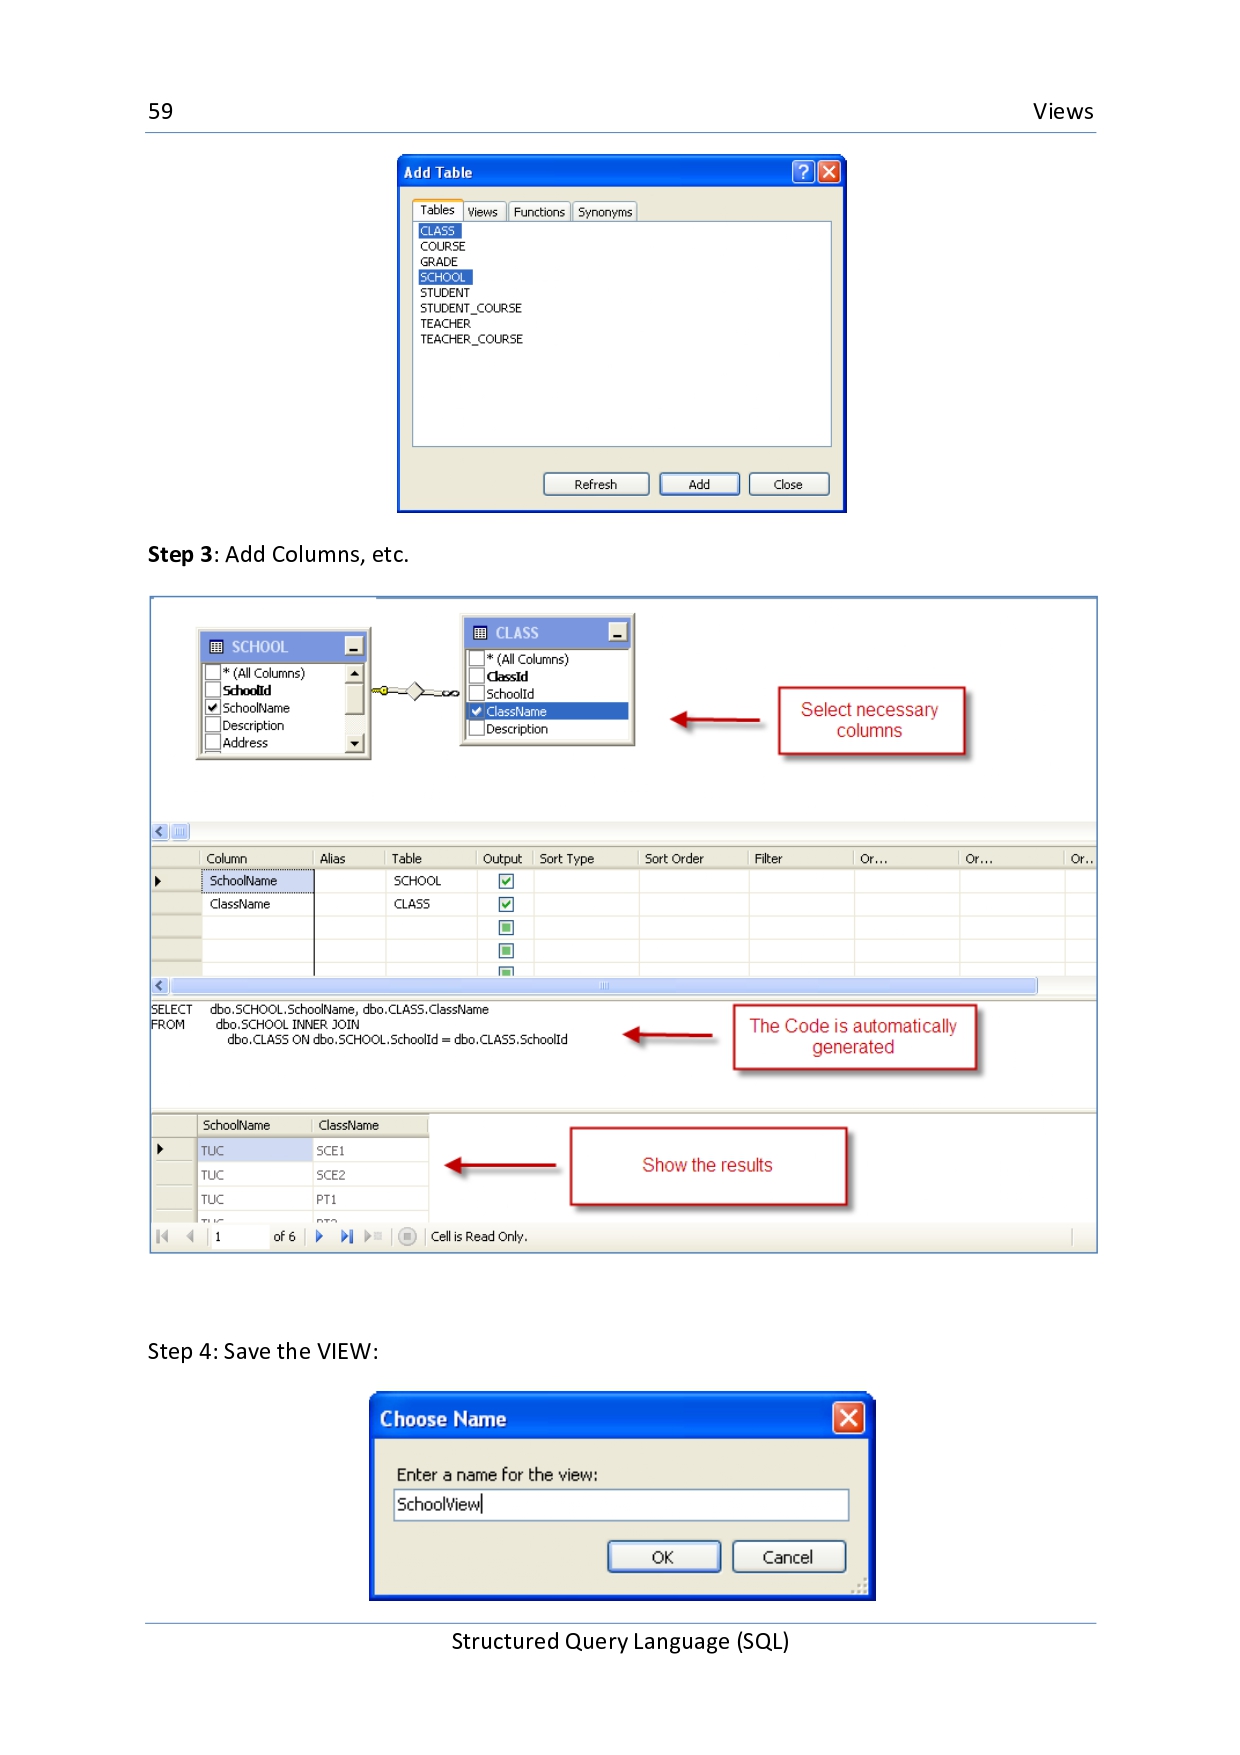 59 Views
Add Table
Tables Views Functions Synonyms
CLASS
COURSE
GRADE
SCHOOL
STUDENT
STUDENT_COURSE
TEACHER
TEACHER_COURSE
Refresh Add Close
Step 3: Add Columns, etc.
SCHOOL
* (All Columns)
SchoolId
SchoolName
Description
Address
CLASS
* (All Columns)
ClassId
SchoolId
ClassName
Description
Select necessary
columns
Column Alias Table Output Sort Type Sort Order Filter Or... Or... Or..
SchoolName SCHOOL
ClassName CLASS
SELECT dbo.SCHOOL.SchoolName, dbo.CLASS.ClassName
FROM dbo.SCHOOL INNER JOIN
dbo.CLASS ON dbo.SCHOOL.SchoolId = dbo.CLASS.SchoolId
The Code is automatically
generated
SchoolName ClassName
TUC SCE1
TUC SCE2
TUC PT1
Show the results
1 of 6 Cell is Read Only.
Step 4: Save the VIEW:
Choose Name
Enter a name for the view:
SchoolView
OK Cancel
Structured Query Language (SQL)